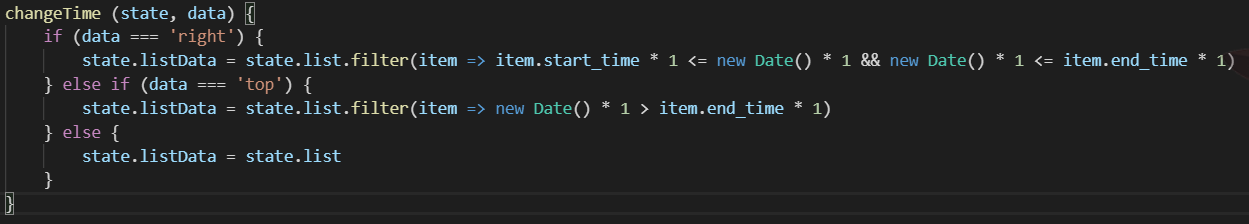 changeTime (state, data) {
    if (data === 'right') {
        state.listData = state.list.filter(item => item.start_time * 1 <= new Date() * 1 && new Date() * 1 <= item.end_time * 1)
    } else if (data === 'top') {
        state.listData = state.list.filter(item => new Date() * 1 > item.end_time * 1)
    } else {
        state.listData = state.list
    }
}